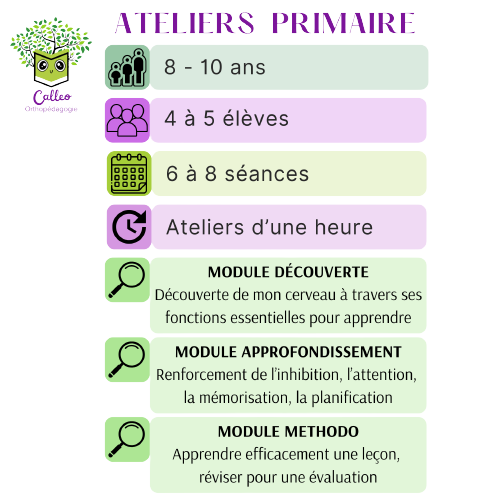 ATELIERS PRIMAIRE
Calleo
Orthopédagogie
8 - 10 ans
4 à 5 élèves
6 à 8 séances
Ateliers d’une heure
MODULE DÉCOUVERTE
Découverte de mon cerveau à travers ses
fonctions essentielles pour apprendre
MODULE APPROFONDISSEMENT
Renforcement de l’inhibition, l’attention,
la mémorisation, la planification
MODULE METHODO
Apprendre efficacement une leçon,
réviser pour une évaluation